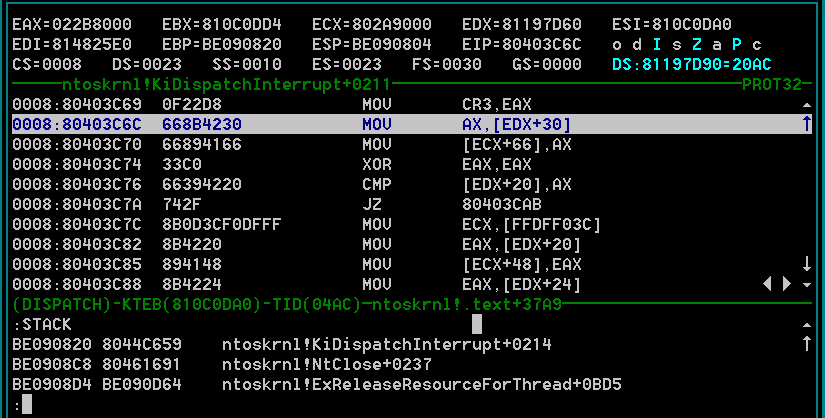 EAX=022B8000 EBX=810C0DD4 ECX=802A9000 EDX=81197D60 ESI=810C0DA0
EDI=814825E0 EBP=BE090820 ESP=BE090804 EIP=80403C6C o d I s Z a P c
CS=0008 DS=0023 SS=0010 ES=0023 FS=0030 GS=0000 DS:81197D90=20AC
ntoskrnl!KiDispatchInterrupt+0211 PROT32
0008:80403C69 0F22D8 MOV CR3,EAX
0008:80403C6C 668B4230 MOV AX,[EDX+30]
0008:80403C70 66894166 MOV [ECX+66],AX
0008:80403C74 33C0 XOR EAX,EAX
0008:80403C76 66394220 CMP [EDX+20],AX
0008:80403C7A 742F JZ 80403CAB
0008:80403C7C 8B0D3CF0DFFF MOV ECX,[FFDFF03C]
0008:80403C82 8B4220 MOV EAX,[EDX+20]
0008:80403C85 894148 MOV [ECX+48],EAX
0008:80403C88 8B4224 MOV EAX,[EDX+24]
(DISPATCH)-KTEB(810C0DA0)-TID(04AC)—ntoskrnl!.text+37A9
:STACK
BE090820 8044C659 ntoskrnl!KiDispatchInterrupt+0214
BE0908C8 80461691 ntoskrnl!NtClose+0237
BE0908D4 BE090D64 ntoskrnl!ExReleaseResourceForThread+0BD5
: